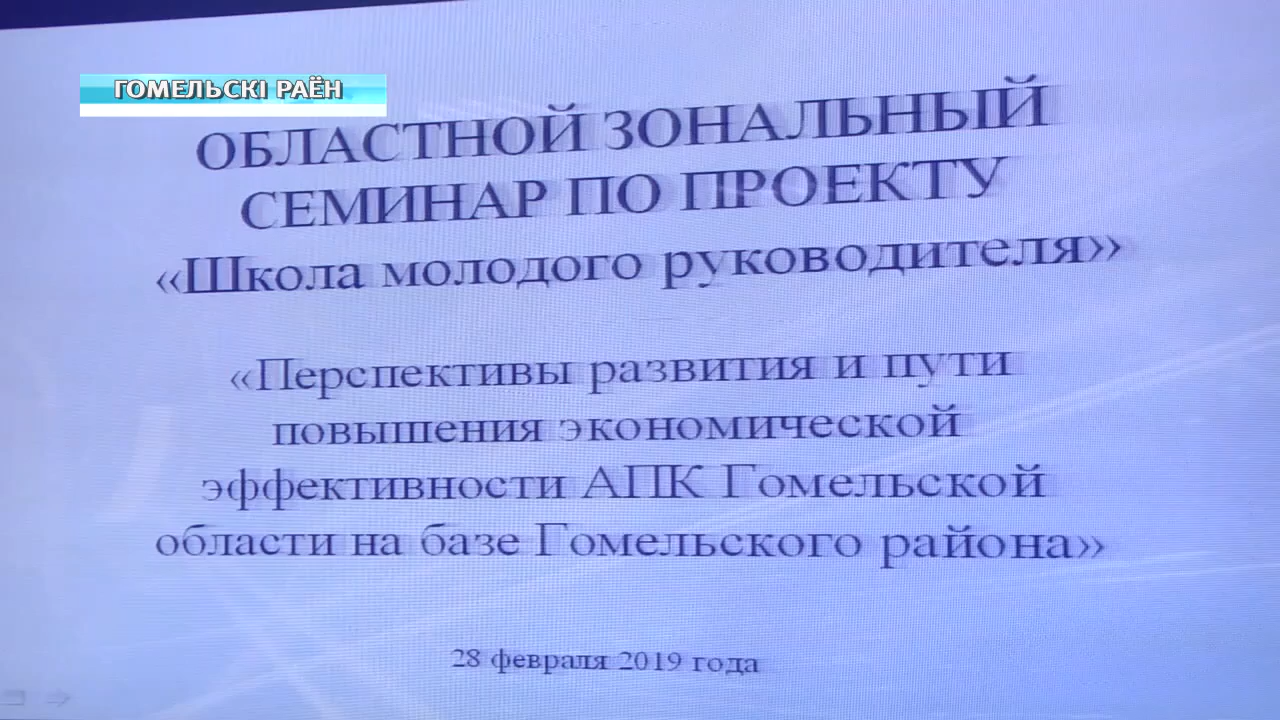 ГОМЕЛЬСКІ РАЁН
ОБЛАСТНОЙ ЗОНАЛЬНЫЙ
СЕМИНАР ПО ПРОЕКТУ
«Школа молодого руководителя»
«Перспективы развития и пути
повышения экономической
эффективности АПК Гомельской
области на базе Гомельского района»
28 февраля 2019 года